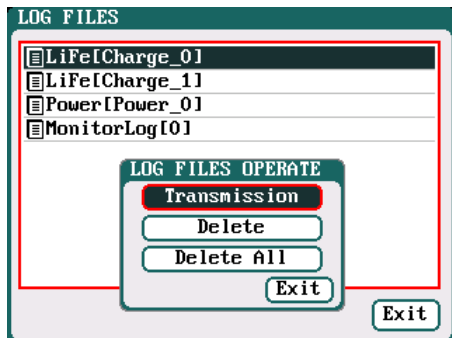 LOG FILES
LiFe[Charge_0]
LiFe[Charge_1]
Power[Power_0]
MonitorLog[0]
LOG FILES OPERATE
Transmission
Delete
Delete All
Exit
Exit